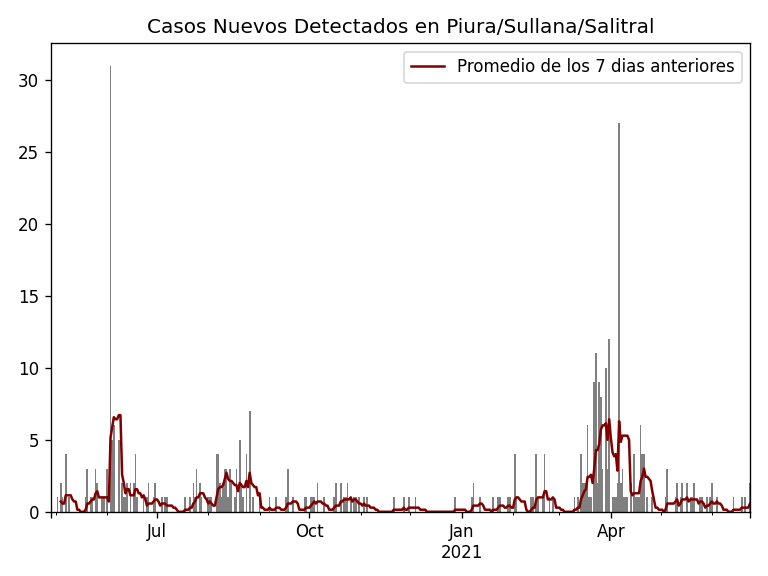 Casos Nuevos Detectados en Piura/Sullana/Salitral
Promedio de los 7 dias anteriores
30
25
20
15
10
5
0
Jul
Oct
Jan
2021
Apr